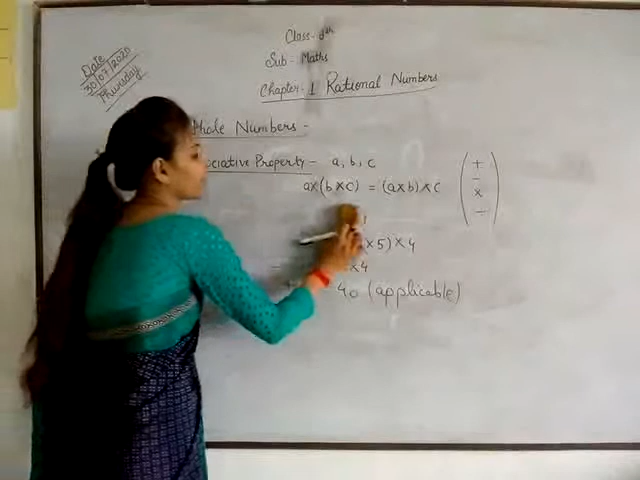 Date
30/07/2020
Thursday
Class- 8th
Sub- Maths
Chapter- 1 Rational Numbers
Whole Numbers-
ciative Property- a, b, c
a×(b×c) = (a×b)×c
+
-
×
÷
×5)×4
×4
40 (applicable)